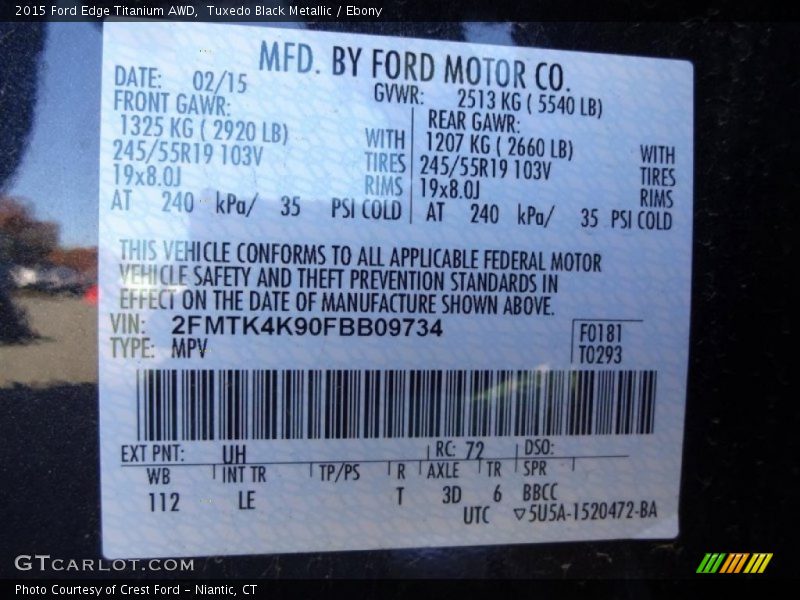 2015 Ford Edge Titanium AWD,  Tuxedo Black Metallic / Ebony
MFD. BY FORD MOTOR CO.
DATE: 02/15 GVWR: 2513 KG ( 5540 LB)
FRONT GAWR: REAR GAWR:
1325 KG ( 2920 LB) WITH 1207 KG ( 2660 LB) WITH
245/55R19 103V TIRES 245/55R19 103V TIRES
19x8.0J RIMS 19x8.0J RIMS
AT 240 kPa/ 35 PSI COLD AT 240 kPa/ 35 PSI COLD
THIS VEHICLE CONFORMS TO ALL APPLICABLE FEDERAL MOTOR
VEHICLE SAFETY AND THEFT PREVENTION STANDARDS IN
EFFECT ON THE DATE OF MANUFACTURE SHOWN ABOVE.
VIN: 2FMTK4K90FBB09734 F0181
TYPE: MPV T0293
EXT PNT: UH RC: 72 DSO:
WB INT TR TP/PS R AXLE TR SPR
112 LE T 3D 6 BBCC
UTC ▽5U5A-1520472-BA
GTCARLOT.COM
Photo Courtesy of Crest Ford - Niantic, CT